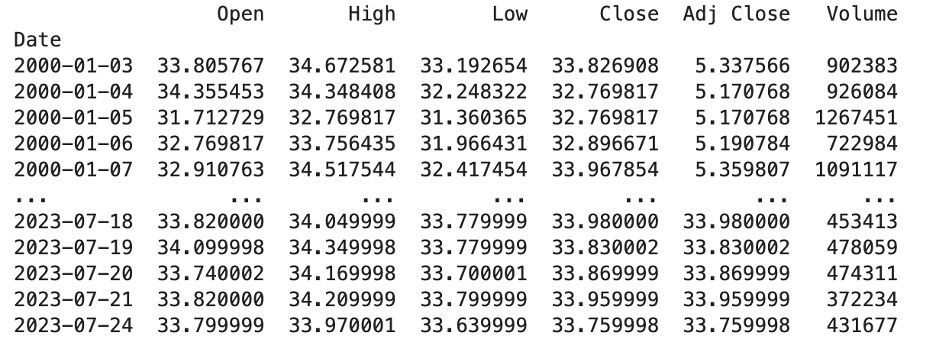 Open High Low Close Adj Close Volume
Date
2000-01-03 33.805767 34.672581 33.192654 33.826908 5.337566 902383
2000-01-04 34.355453 34.348408 32.248322 32.769817 5.170768 926084
2000-01-05 31.712729 32.769817 31.360365 32.769817 5.170768 1267451
2000-01-06 32.769817 33.756435 31.966431 32.896671 5.190784 722984
2000-01-07 32.910763 34.517544 32.417454 33.967854 5.359807 1091117
... ... ... ... ... ... ...
2023-07-18 33.820000 34.049999 33.779999 33.980000 33.980000 453413
2023-07-19 34.099998 34.349998 33.779999 33.830002 33.830002 478059
2023-07-20 33.740002 34.169998 33.700001 33.869999 33.869999 474311
2023-07-21 33.820000 34.209999 33.799999 33.959999 33.959999 372234
2023-07-24 33.799999 33.970001 33.639999 33.759998 33.759998 431677